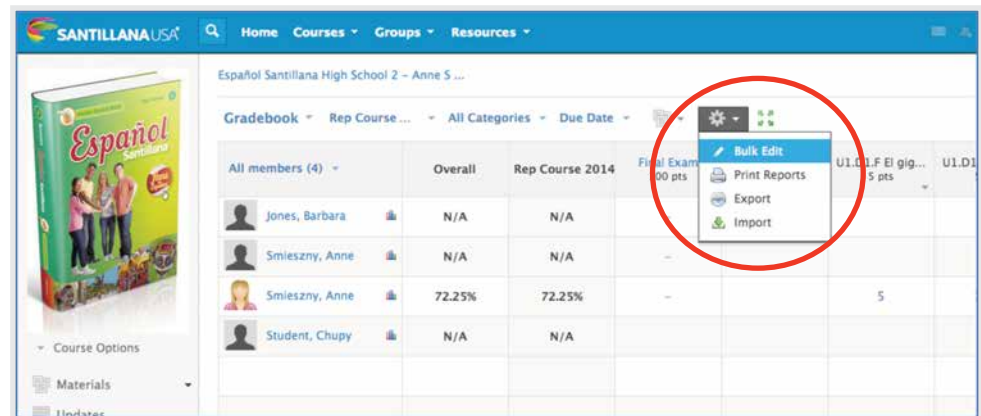 SANTILLANA USA Home Courses Groups Resources
Español Santillana High School 2 – Anne S ...
Gradebook Rep Course ... All Categories Due Date
Español
Santillana
All members (4) Overall Rep Course 2014 Final Exam U1.D1.F El gig... U1.D1
00 pts 5 pts
Bulk Edit
Print Reports
Export
Import
Jones, Barbara N/A N/A
Smieszny, Anne N/A N/A –
Smieszny, Anne 72.25% 72.25% – 5
Student, Chupy N/A N/A
Course Options
Materials
Updates